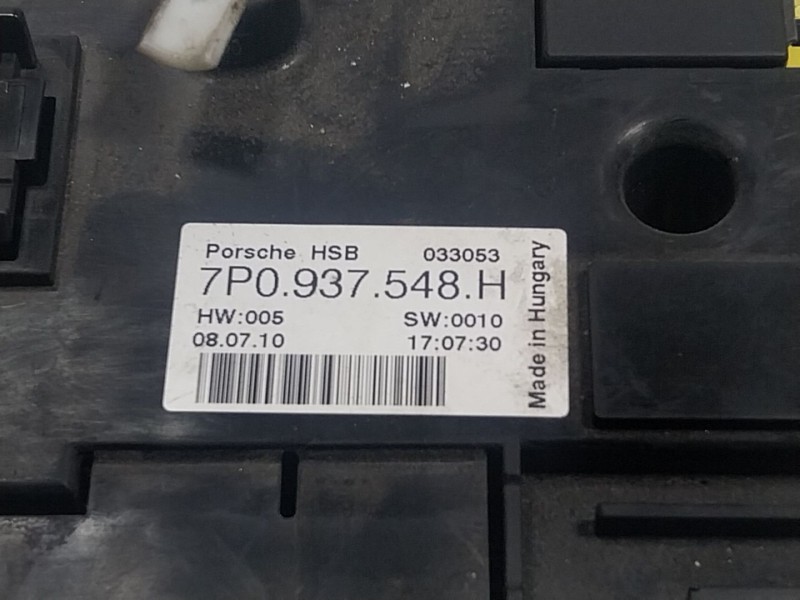 Porsche HSB 033053
7P0.937.548.H
HW:005 SW:0010
08.07.10 17:07:30
Made in Hungary